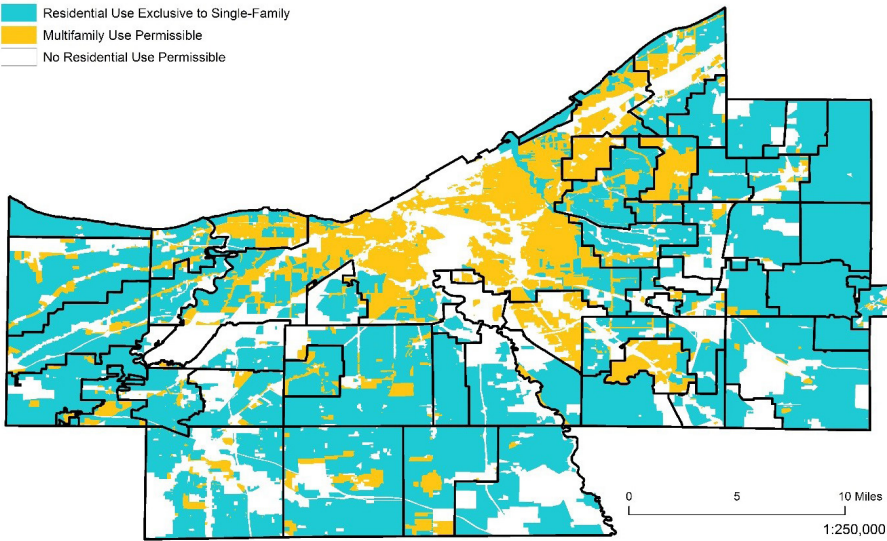 Residential Use Exclusive to Single-Family
Multifamily Use Permissible
No Residential Use Permissible
0 5 10 Miles
1:250,000